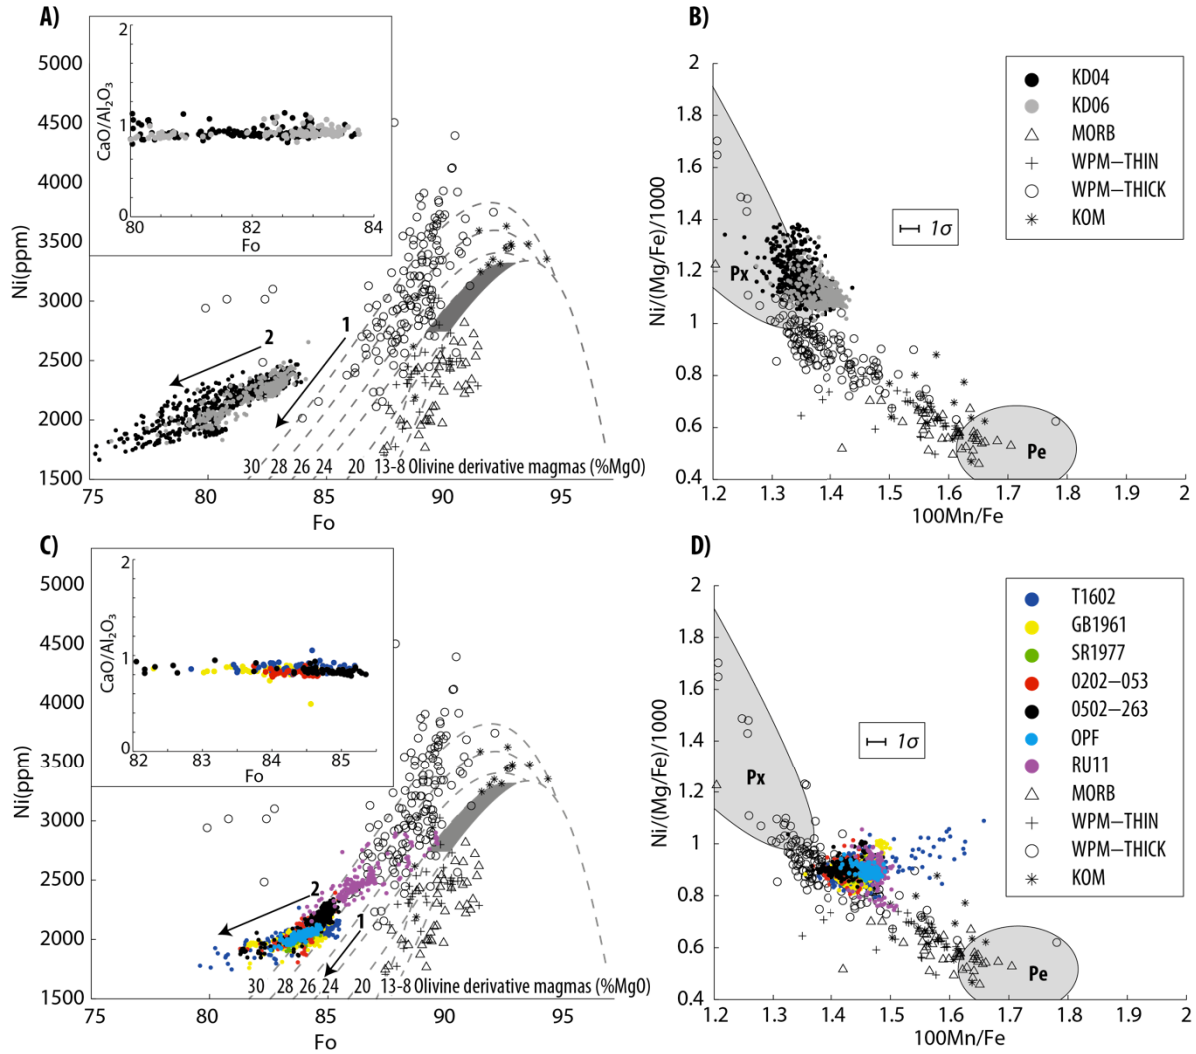 A)
2
1
0
CaO/Al₂O₃
80
82
84
Fo
5000
4500
4000
3500
3000
2500
2000
1500
Ni(ppm)
2
1
30
28
26
24
20
13-8 Olivine derivative magmas (%MgO)
75
80
85
90
95
Fo
B)
2
1.8
1.6
1.4
1.2
1
0.8
0.6
0.4
Ni/(Mg/Fe)/1000
Px
Pe
1σ
KD04
KD06
MORB
WPM−THIN
WPM−THICK
KOM
1.2
1.3
1.4
1.5
1.6
1.7
1.8
1.9
2
100Mn/Fe
C)
2
1
0
CaO/Al₂O₃
82
83
84
85
Fo
5000
4500
4000
3500
3000
2500
2000
1500
Ni(ppm)
2
1
30
28
26
24
20
13-8 Olivine derivative magmas (%MgO)
75
80
85
90
95
Fo
D)
2
1.8
1.6
1.4
1.2
1
0.8
0.6
0.4
Ni/(Mg/Fe)/1000
Px
Pe
1σ
T1602
GB1961
SR1977
0202−053
0502−263
OPF
RU11
MORB
WPM−THIN
WPM−THICK
KOM
1.2
1.3
1.4
1.5
1.6
1.7
1.8
1.9
2
100Mn/Fe